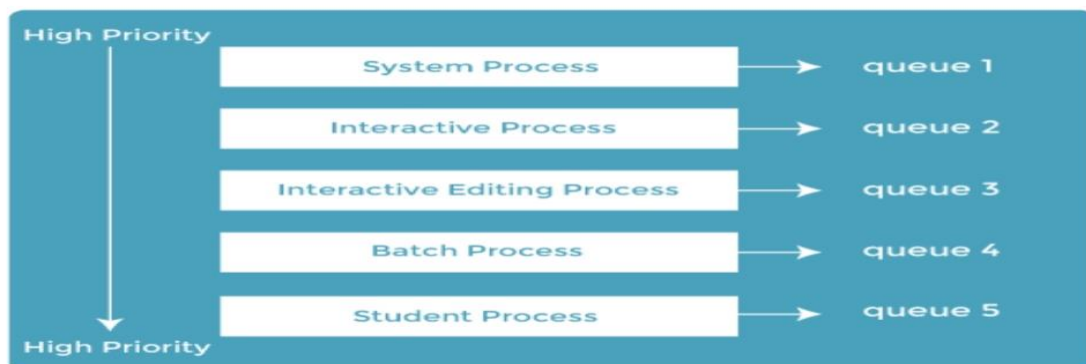 High Priority
System Process queue 1
Interactive Process queue 2
Interactive Editing Process queue 3
Batch Process queue 4
Student Process queue 5
High Priority